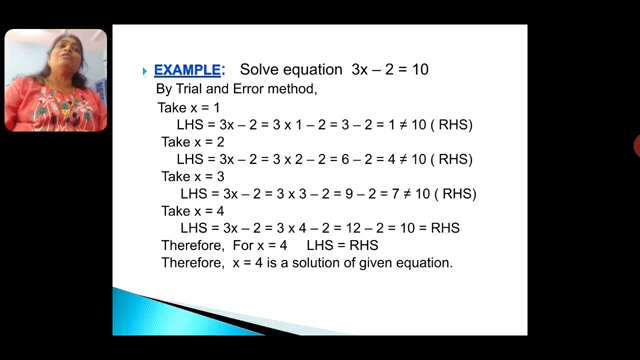 EXAMPLE: Solve equation 3x – 2 = 10
By Trial and Error method,
Take x = 1
LHS = 3x – 2 = 3 x 1 – 2 = 3 – 2 = 1 ≠ 10 ( RHS)
Take x = 2
LHS = 3x – 2 = 3 x 2 – 2 = 6 – 2 = 4 ≠ 10 ( RHS)
Take x = 3
LHS = 3x – 2 = 3 x 3 – 2 = 9 – 2 = 7 ≠ 10 ( RHS)
Take x = 4
LHS = 3x – 2 = 3 x 4 – 2 = 12 – 2 = 10 = RHS
Therefore, For x = 4 LHS = RHS
Therefore, x = 4 is a solution of given equation.